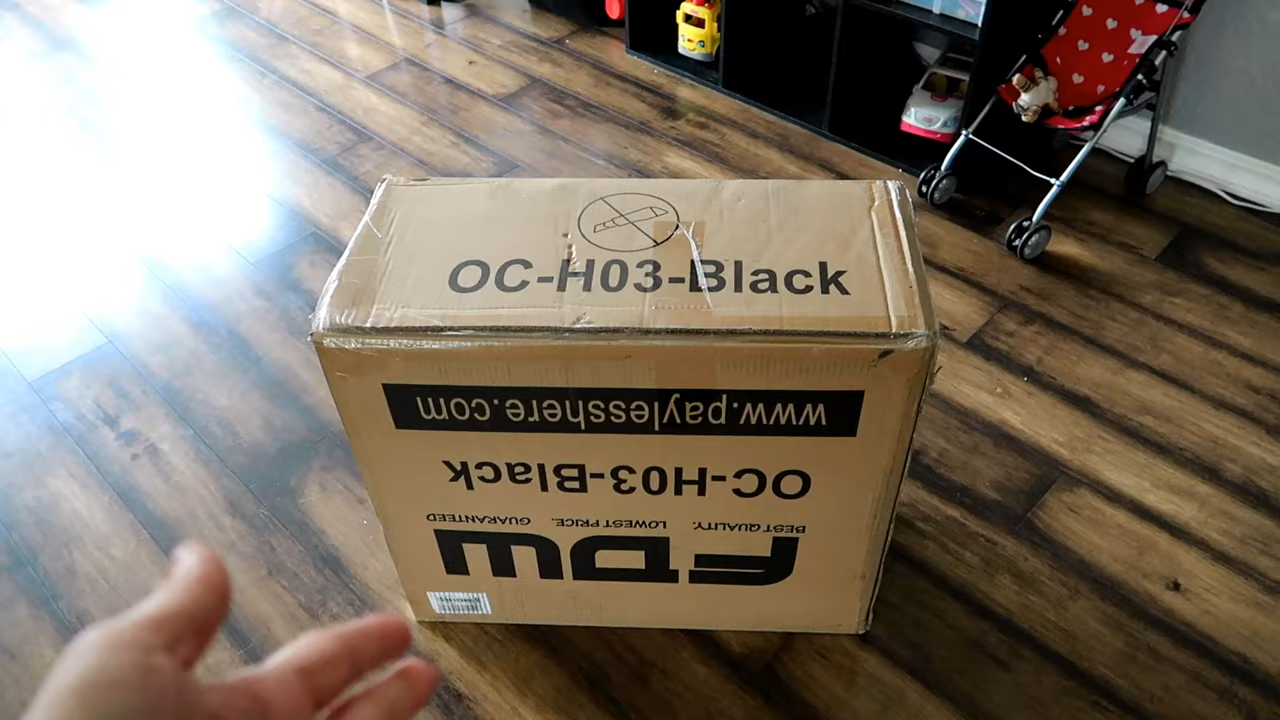 OC-H03-Black
www.paylesshere.com
OC-H03-Black
BEST QUALITY. LOWEST PRICE. GUARANTEED
FDW